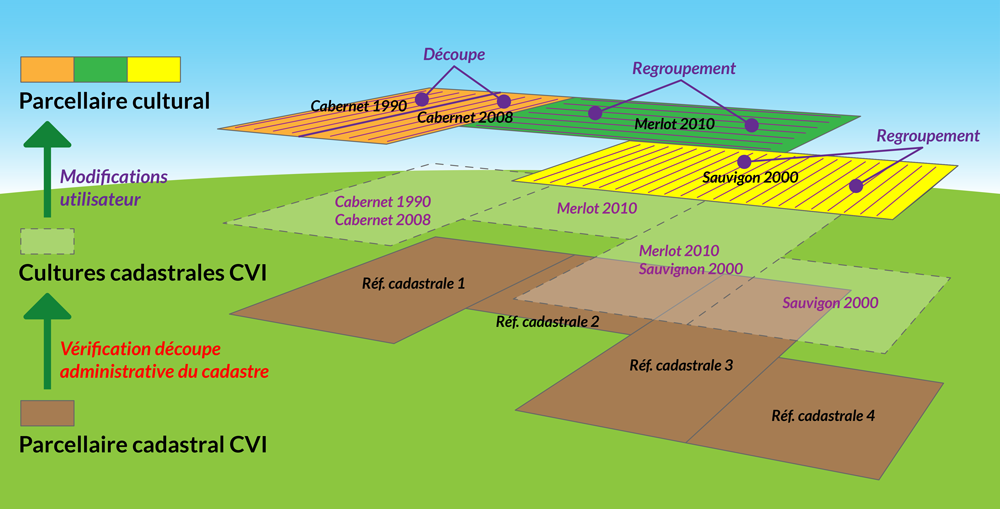 Découpe
Regroupement
Cabernet 1990
Cabernet 2008
Merlot 2010
Regroupement
Sauvigon 2000
Parcellaire cultural
Modifications
utilisateur
Cabernet 1990
Cabernet 2008
Merlot 2010
Merlot 2010
Sauvignon 2000
Sauvigon 2000
Cultures cadastrales CVI
Réf. cadastrale 1
Réf. cadastrale 2
Vérification découpe
administrative du cadastre
Réf. cadastrale 3
Réf. cadastrale 4
Parcellaire cadastral CVI